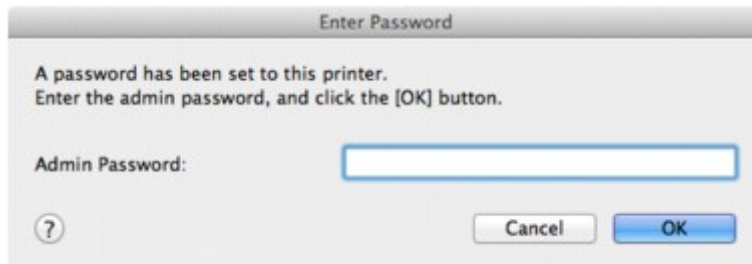 Enter Password
A password has been set to this printer.
Enter the admin password, and click the [OK] button.
Admin Password:
?
Cancel
OK